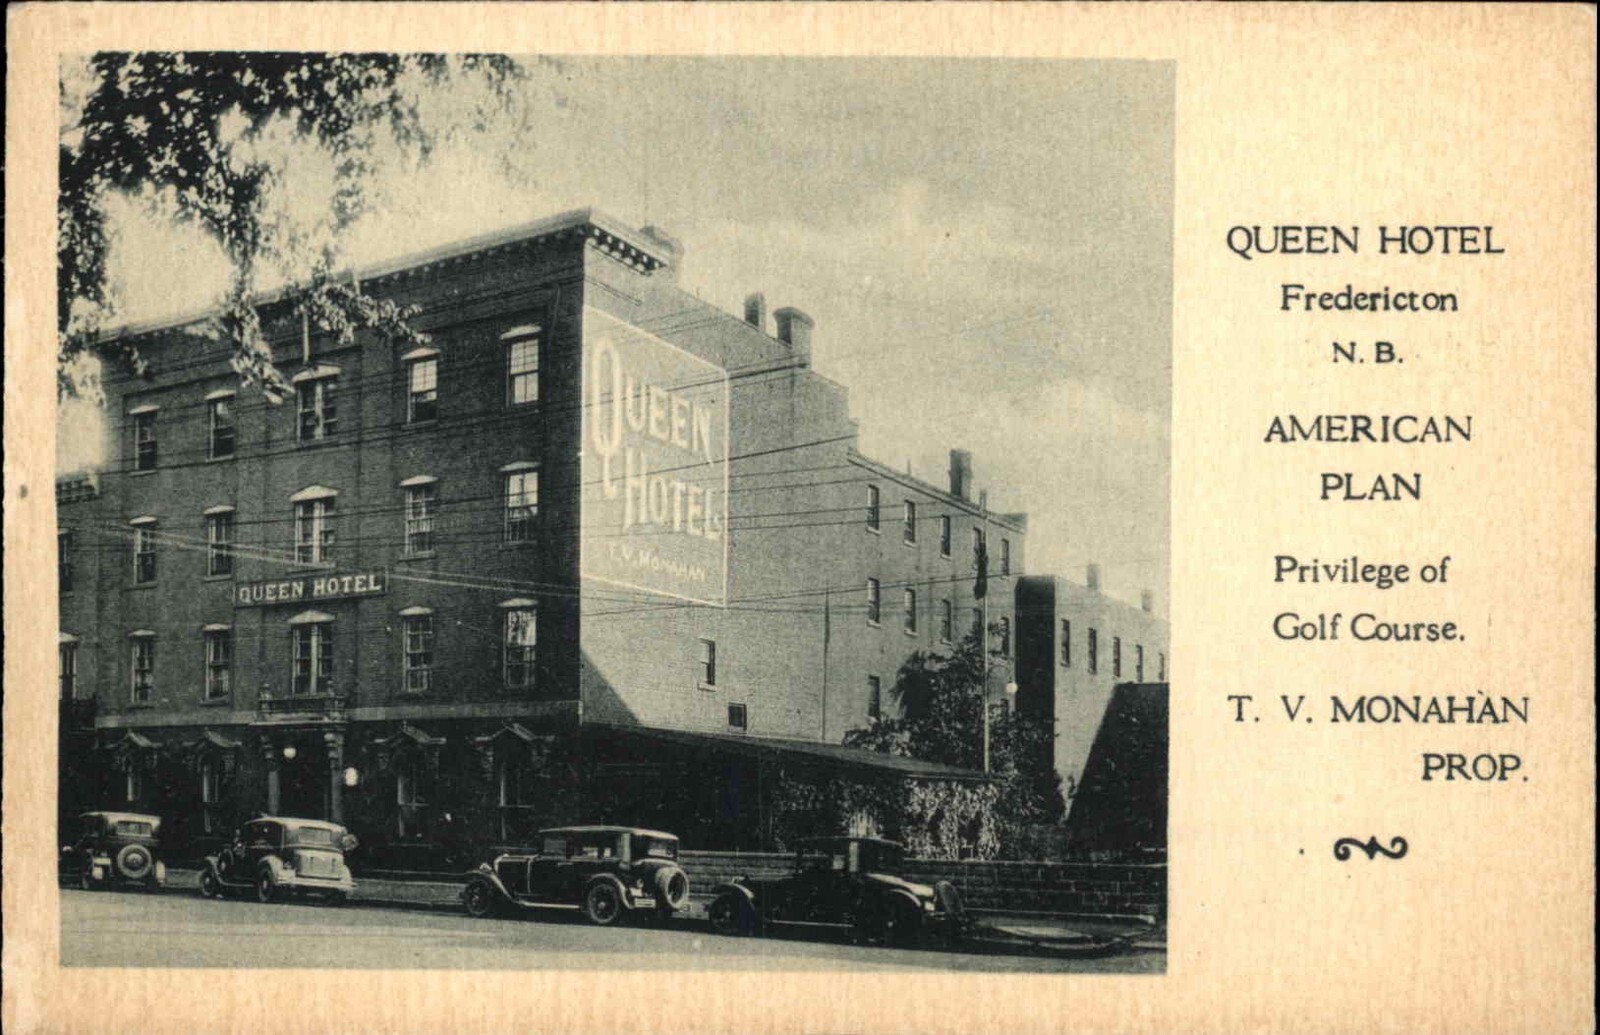 QUEEN HOTEL
T. V. MONAHAN
QUEEN HOTEL
QUEEN HOTEL
Fredericton
N. B.
AMERICAN
PLAN
Privilege of
Golf Course.
T. V. MONAHAN
PROP.